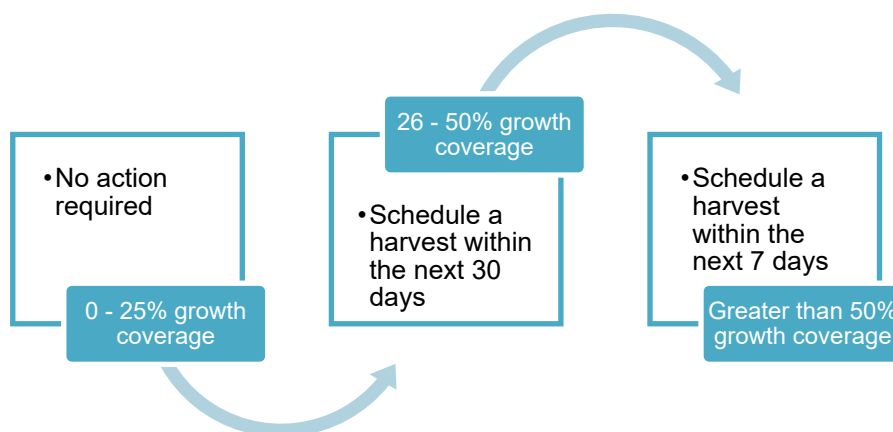 •No action
required
0 - 25% growth
coverage
26 - 50% growth
coverage
•Schedule a
harvest within
the next 30
days
•Schedule a
harvest
within the
next 7 days
Greater than 50%
growth coverage